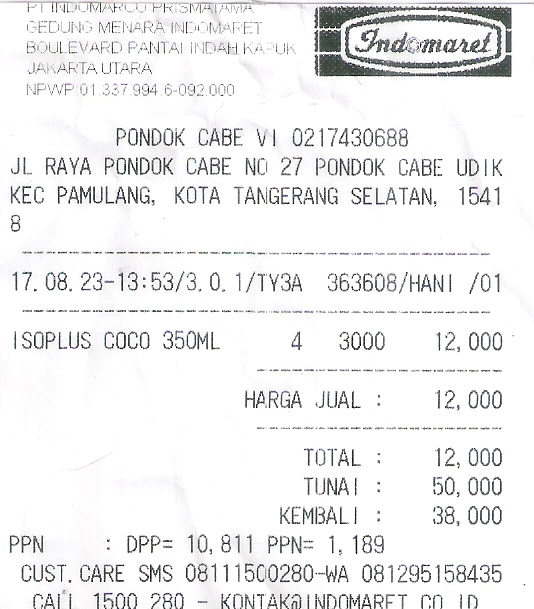 PT INDOMARCO PRISMATAMA
GEDUNG MENARA INDOMARET
BOULEVARD PANTAI INDAH KAPUK
JAKARTA UTARA
NPWP:01.337.994.6-092.000
Indomaret
PONDOK CABE VI 0217430688
JL RAYA PONDOK CABE NO 27 PONDOK CABE UDIK
KEC PAMULANG, KOTA TANGERANG SELATAN, 1541
8
17.08.23-13:53/3.0.1/TY3A 363608/HANI /01
ISOPLUS COCO 350ML 4 3000 12,000
HARGA JUAL : 12,000
TOTAL : 12,000
TUNAI : 50,000
KEMBALI : 38,000
PPN : DPP= 10,811 PPN= 1,189
CUST.CARE SMS 08111500280-WA 081295158435
CALL 1500 280 - KONTAK@INDOMARET.CO.ID